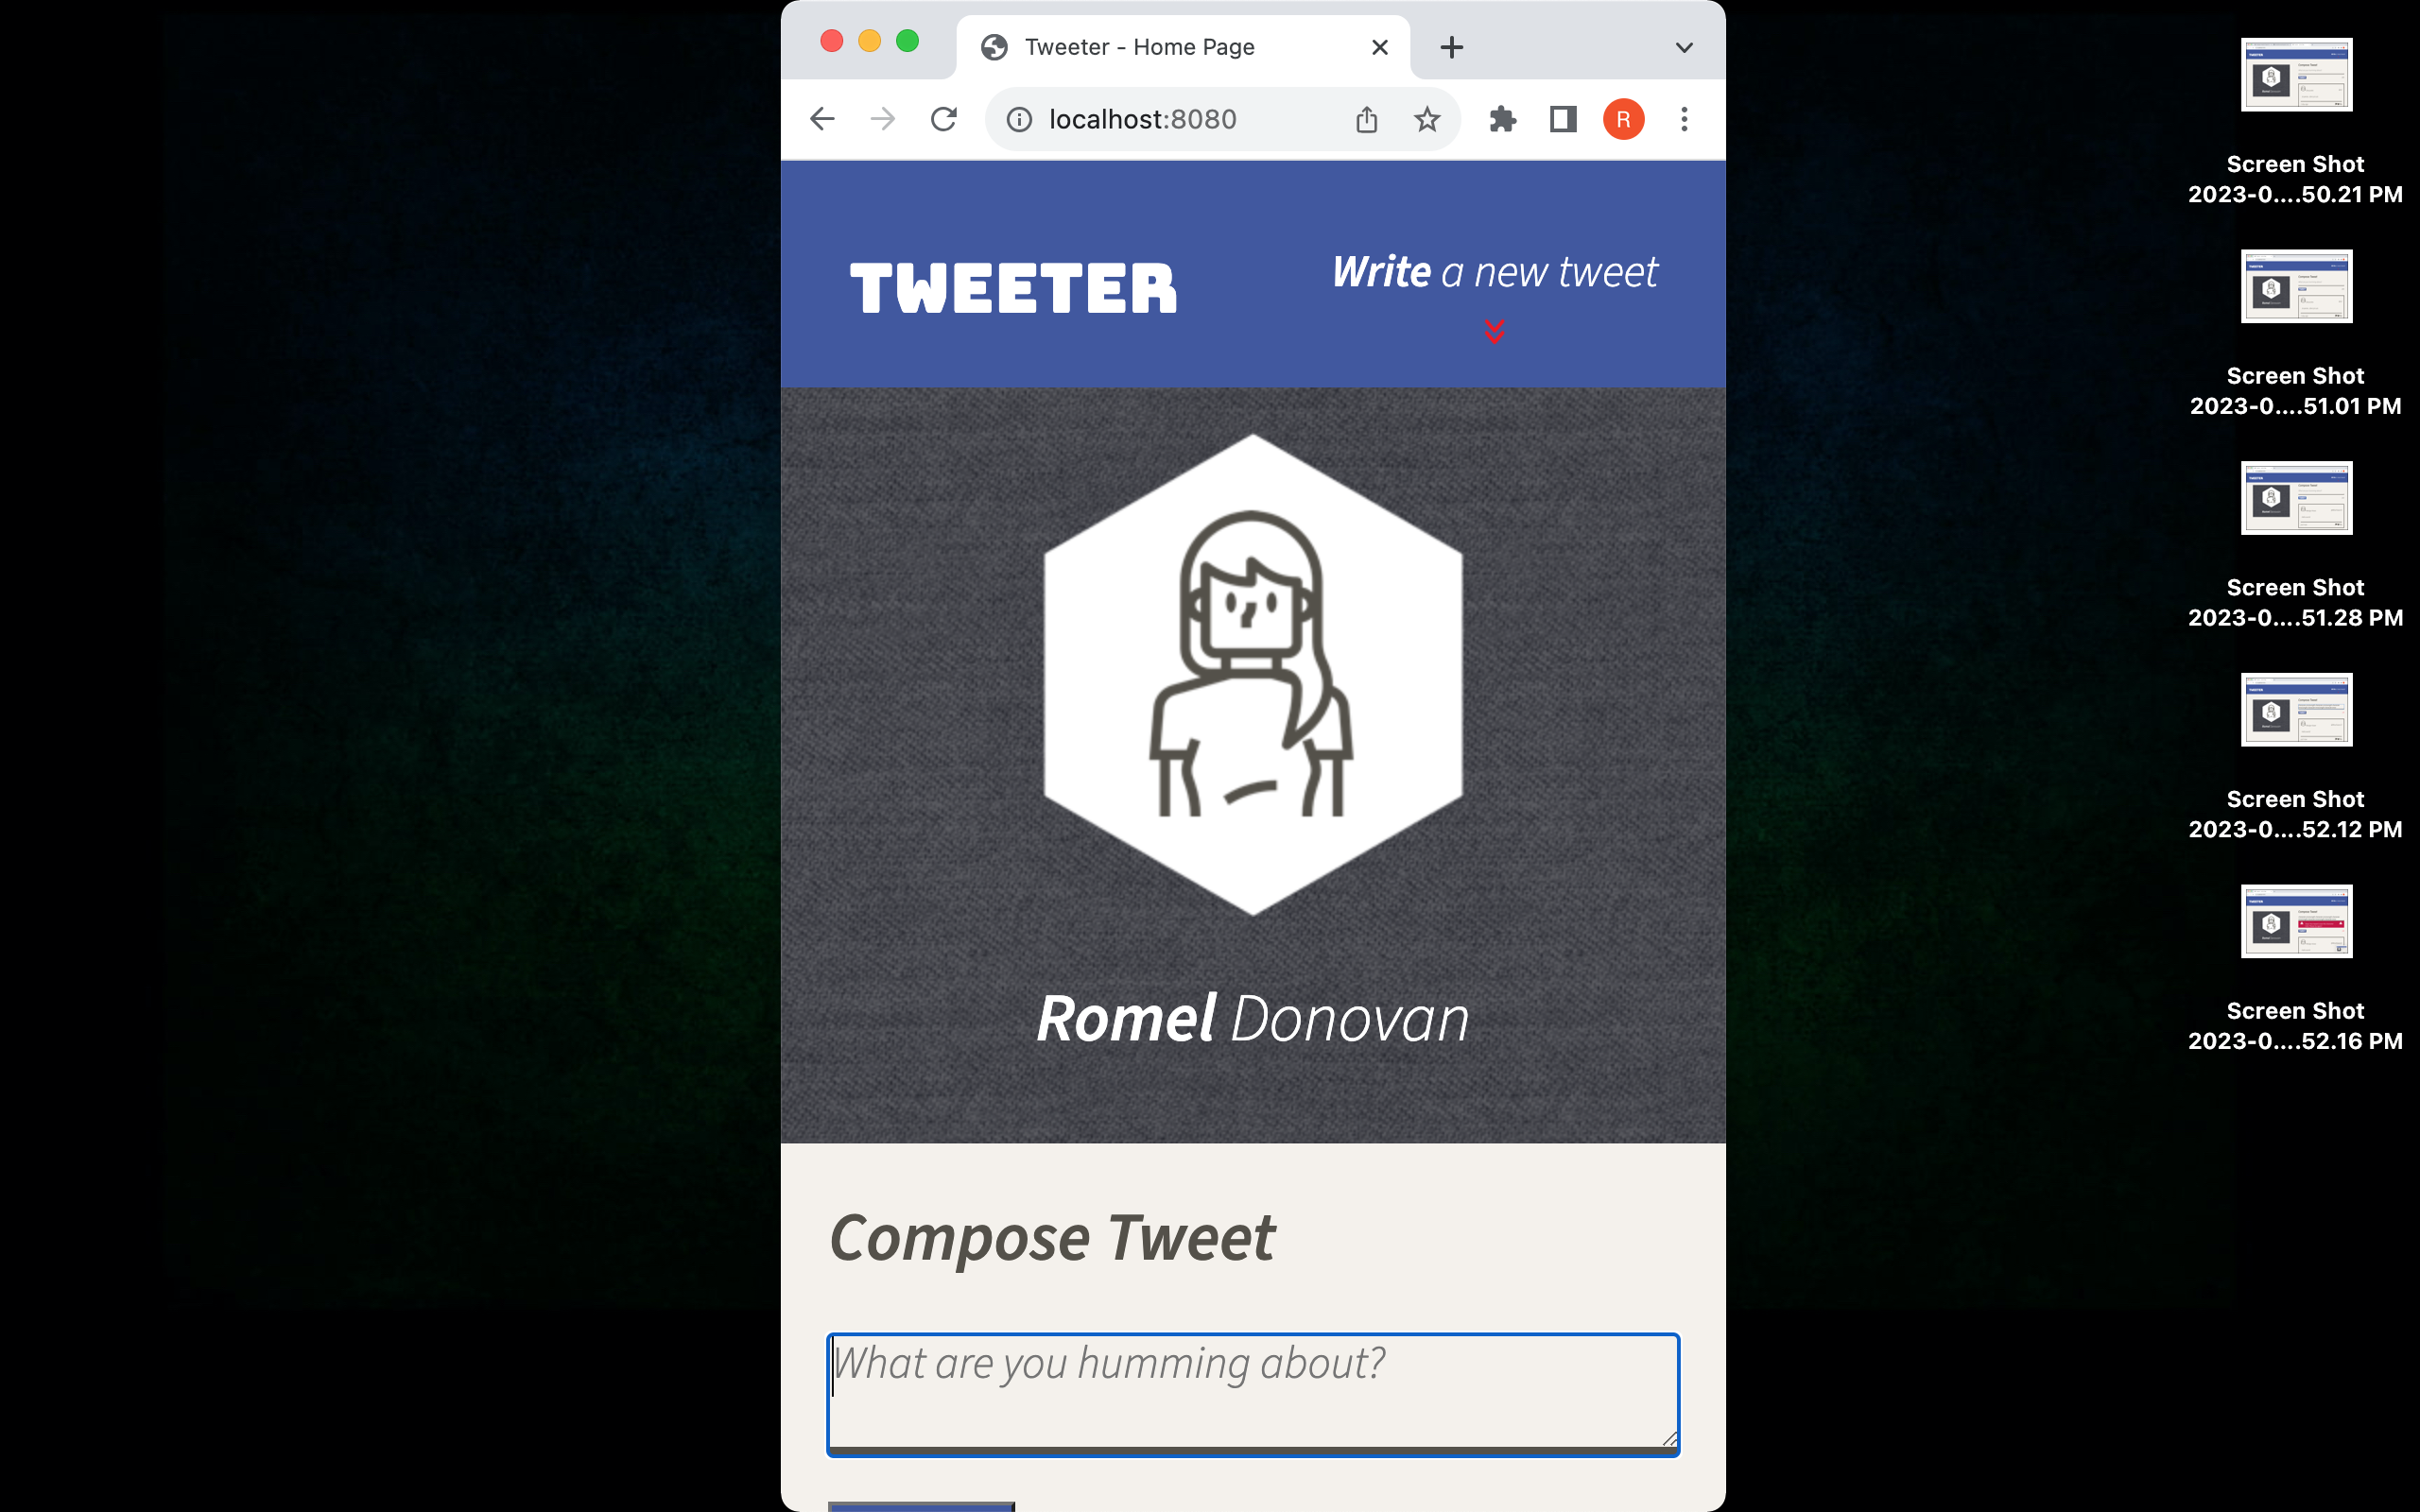 Tweeter - Home Page
localhost:8080
R
TWEETER
Write a new tweet
Romel Donovan
Compose Tweet
What are you humming about?
Screen Shot
2023-0....50.21 PM
Screen Shot
2023-0....51.01 PM
Screen Shot
2023-0....51.28 PM
Screen Shot
2023-0....52.12 PM
Screen Shot
2023-0....52.16 PM